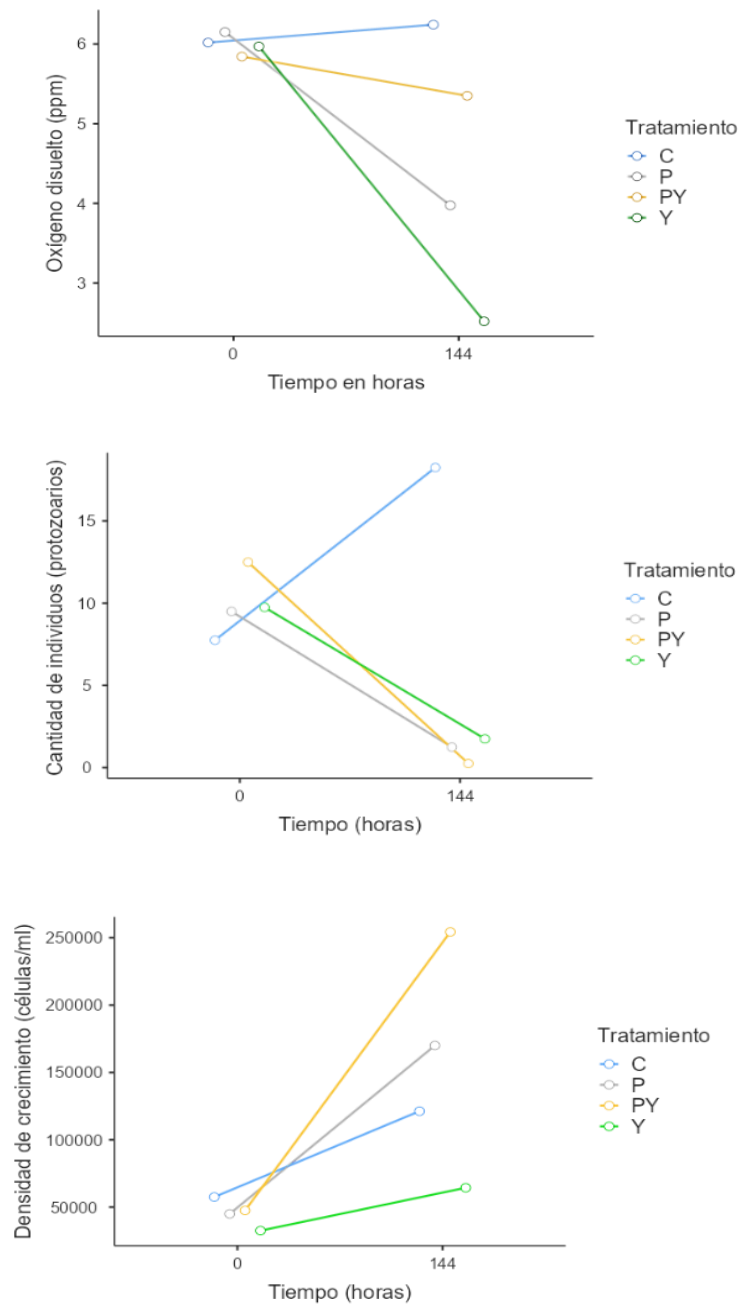 Oxígeno disuelto (ppm)
6
5
4
3
0
144
Tiempo en horas
Tratamiento
C
P
PY
Y
Cantidad de individuos (protozoarios)
15
10
5
0
0
144
Tiempo (horas)
Tratamiento
C
P
PY
Y
Densidad de crecimiento (células/ml)
250000
200000
150000
100000
50000
0
144
Tiempo (horas)
Tratamiento
C
P
PY
Y